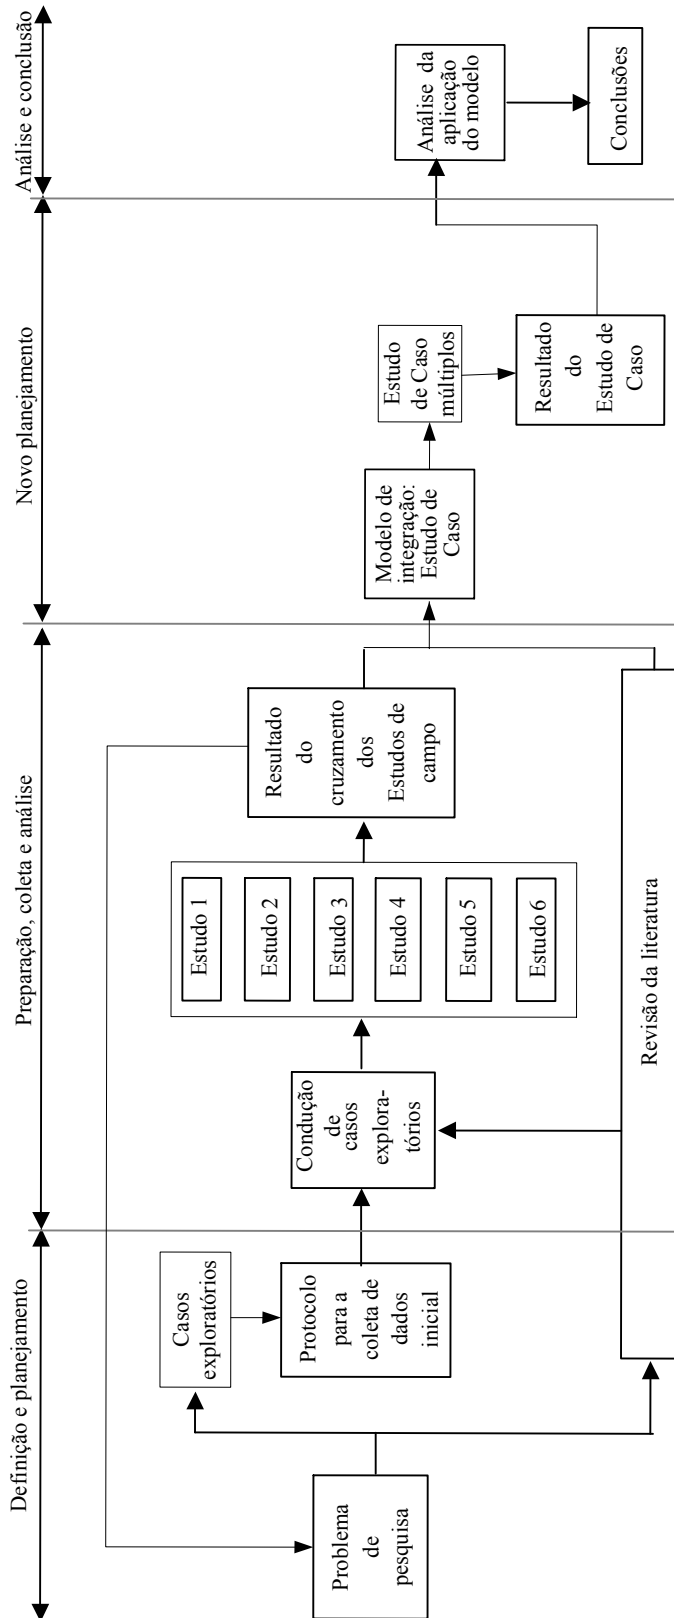 Definição e planejamento
Preparação, coleta e análise
Novo planejamento
Análise e conclusão
Problema
de
pesquisa
Casos
exploratórios
Protocolo
para a
coleta de
dados
inicial
Condução
de
casos
explora-
tórios
Estudo 1
Estudo 2
Estudo 3
Estudo 4
Estudo 5
Estudo 6
Resultado
do
cruzamento
dos
Estudos de
campo
Revisão da literatura
Modelo de
integração:
Estudo de
Caso
Estudo
de Caso
múltiplos
Resultado
do
Estudo de
Caso
Análise da
aplicação
do modelo
Conclusões